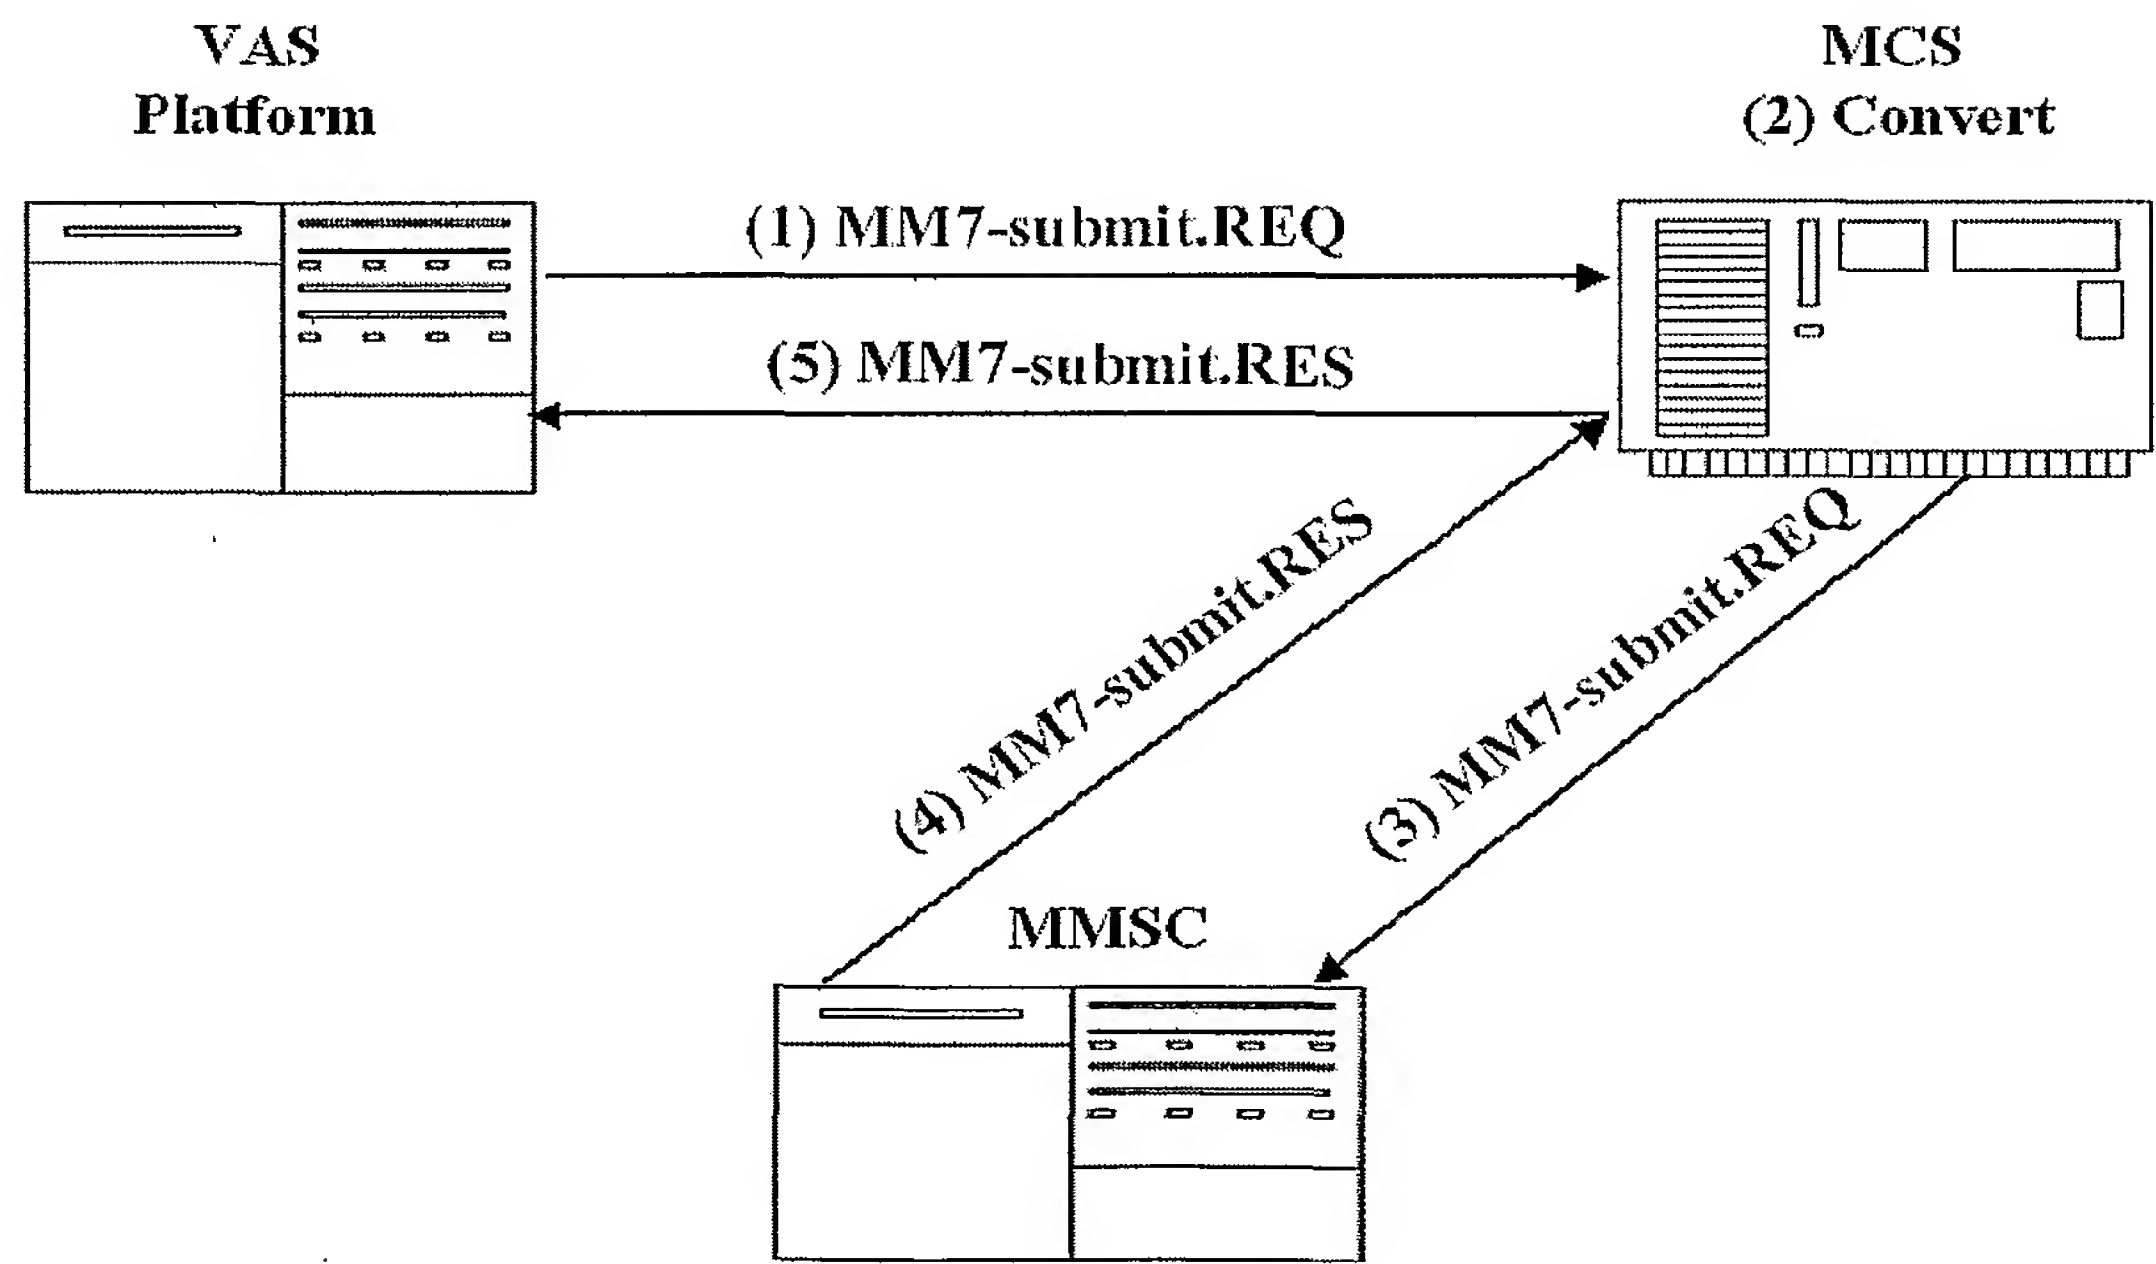 VAS
Platform
MCS
(2) Convert
(1) MM7-submit.REQ
(5) MM7-submit.RES
(4) MM7-submit.RES
(3) MM7-submit.REQ
MMSC